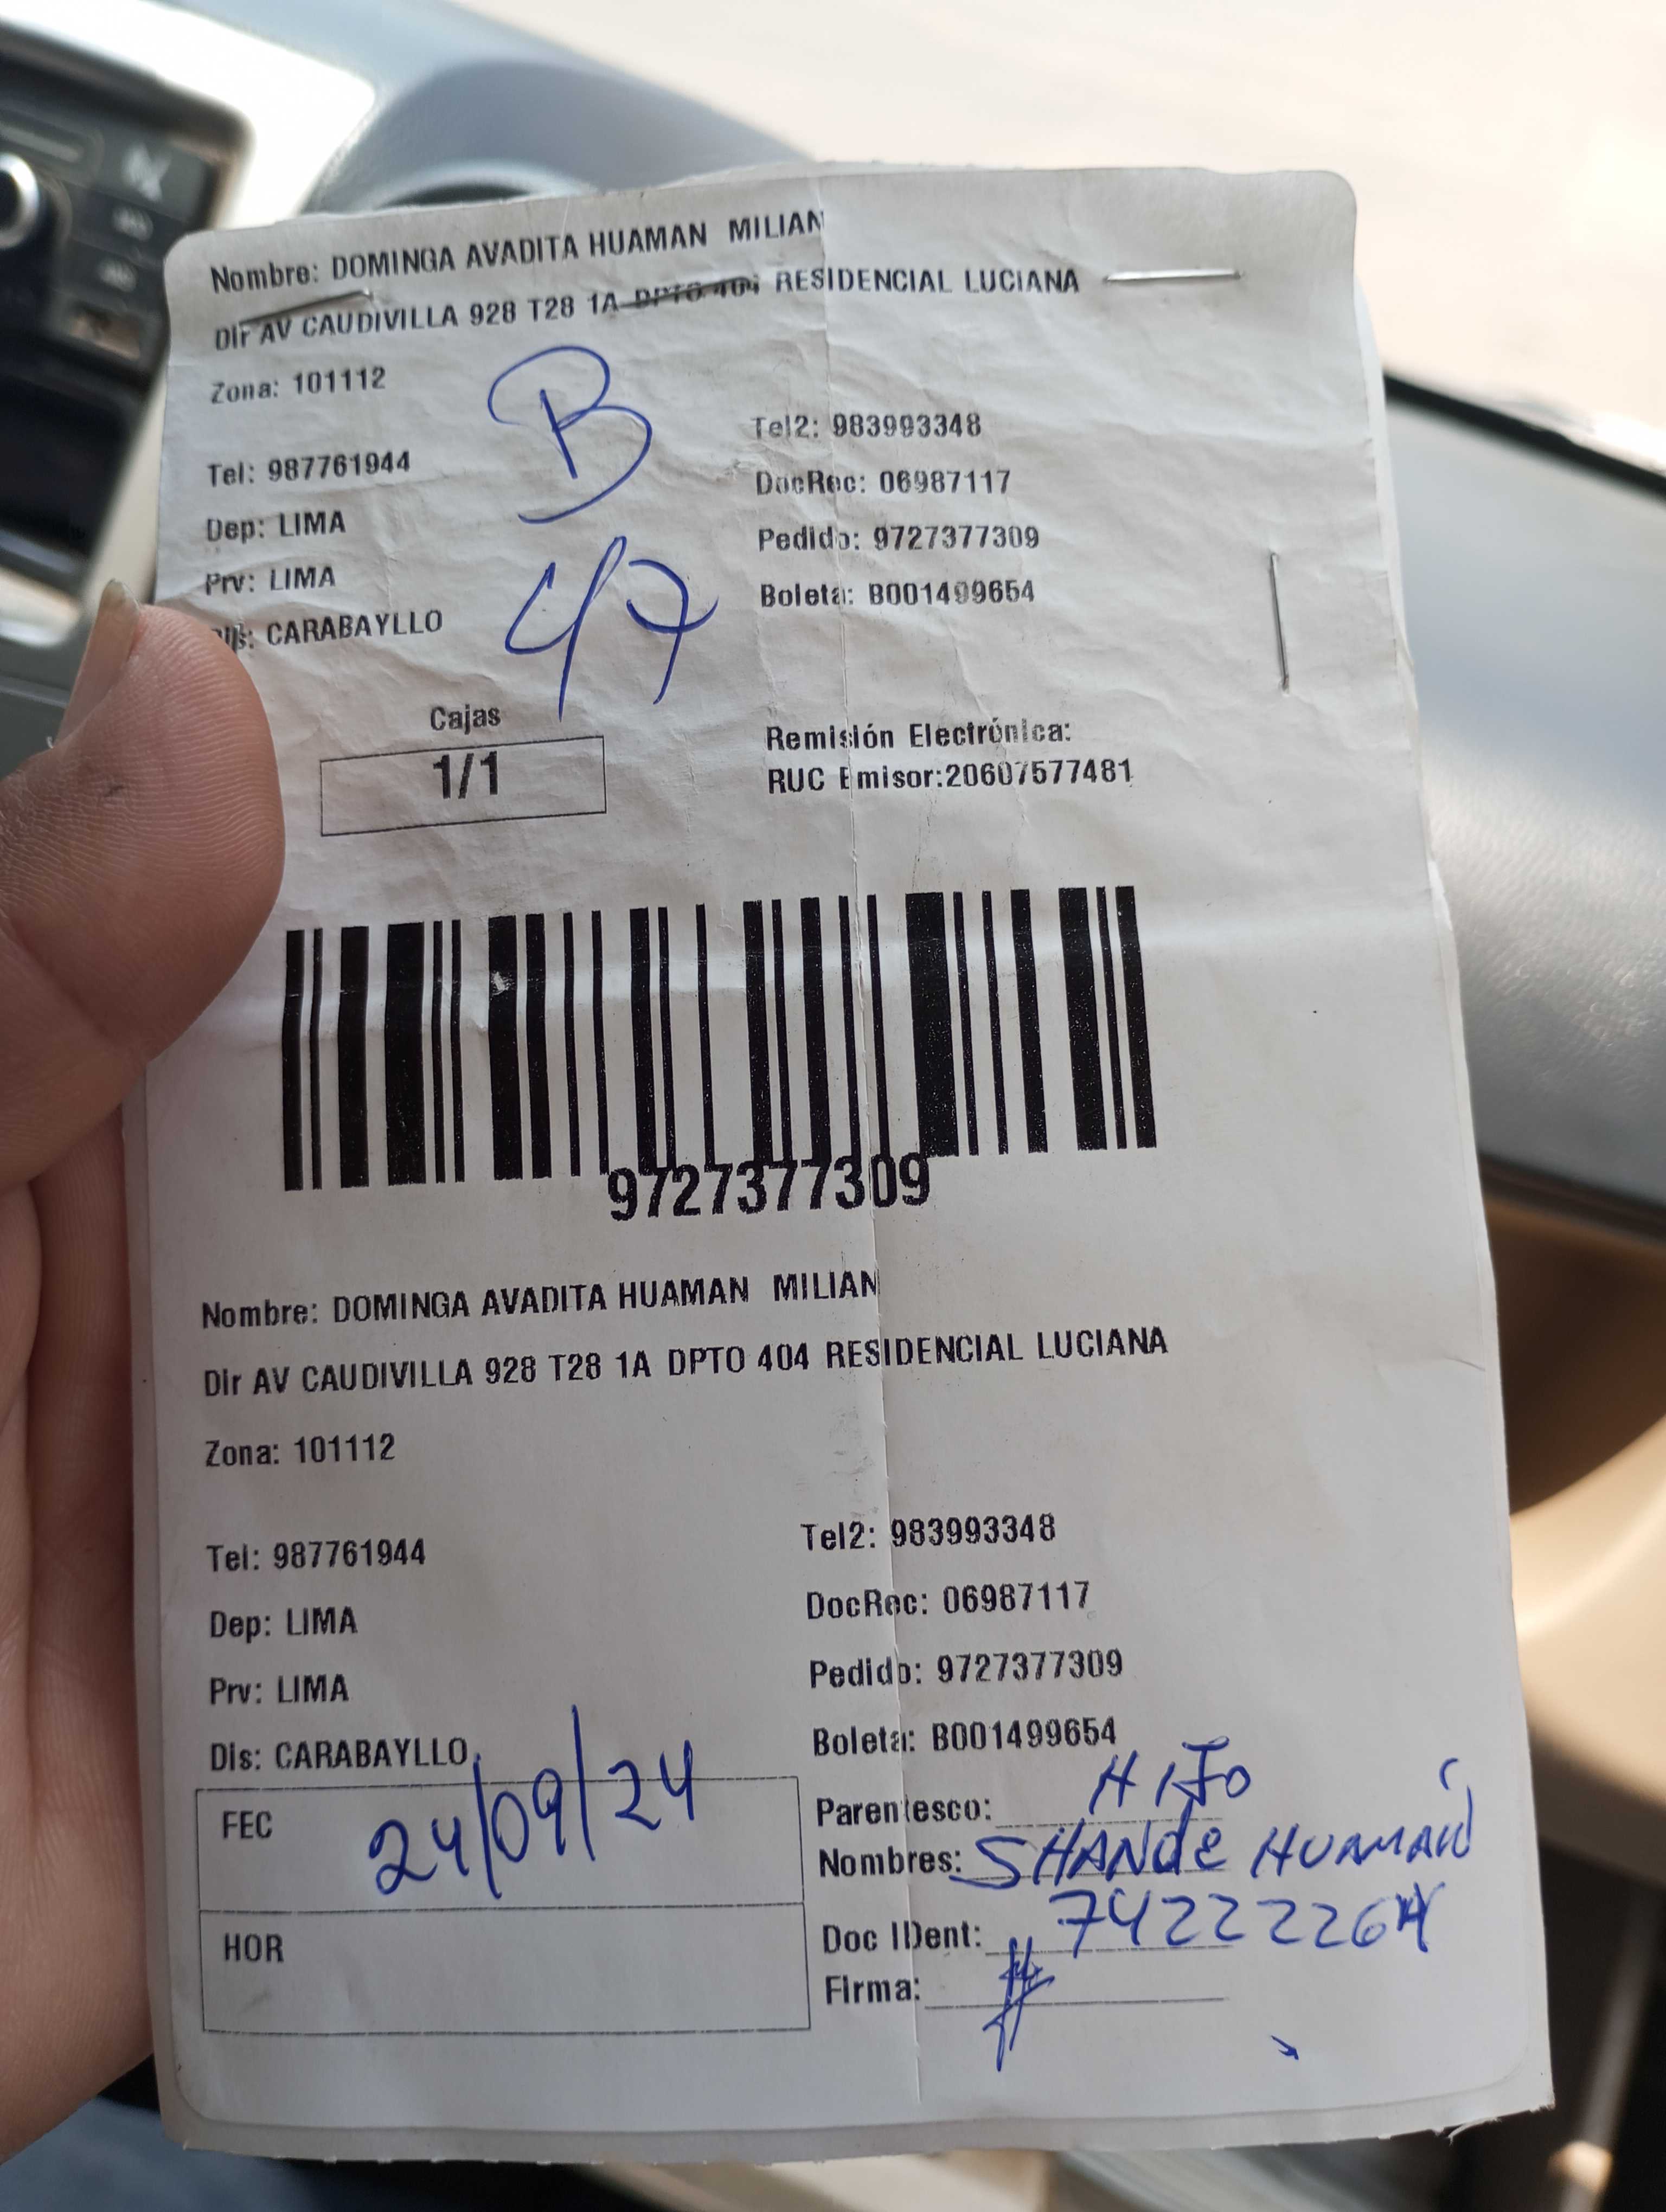 Nombre: DOMINGA AVADITA HUAMAN MILIAN
Dir AV CAUDIVILLA 928 T28 1A DPTO 404 RESIDENCIAL LUCIANA
Zona: 101112
B
Tel: 987761944 Tel2: 983993348
DocRec: 06987117
Dep: LIMA
Pedido: 9727377309
Prv: LIMA
47
Boleta: B001499654
Dis: CARABAYLLO
Cajas
1/1
Remisión Electrónica:
RUC Emisor:20607577481
9727377309
Nombre: DOMINGA AVADITA HUAMAN MILIAN
Dir AV CAUDIVILLA 928 T28 1A DPTO 404 RESIDENCIAL LUCIANA
Zona: 101112
Tel: 987761944 Tel2: 983993348
Dep: LIMA DocRec: 06987117
Prv: LIMA Pedido: 9727377309
Dis: CARABAYLLO Boleta: B001499654
FEC 24/09/24
Parentesco: HIJO
Nombres: SHANDE HUAMAN
HOR
Doc IDent:
Firma: